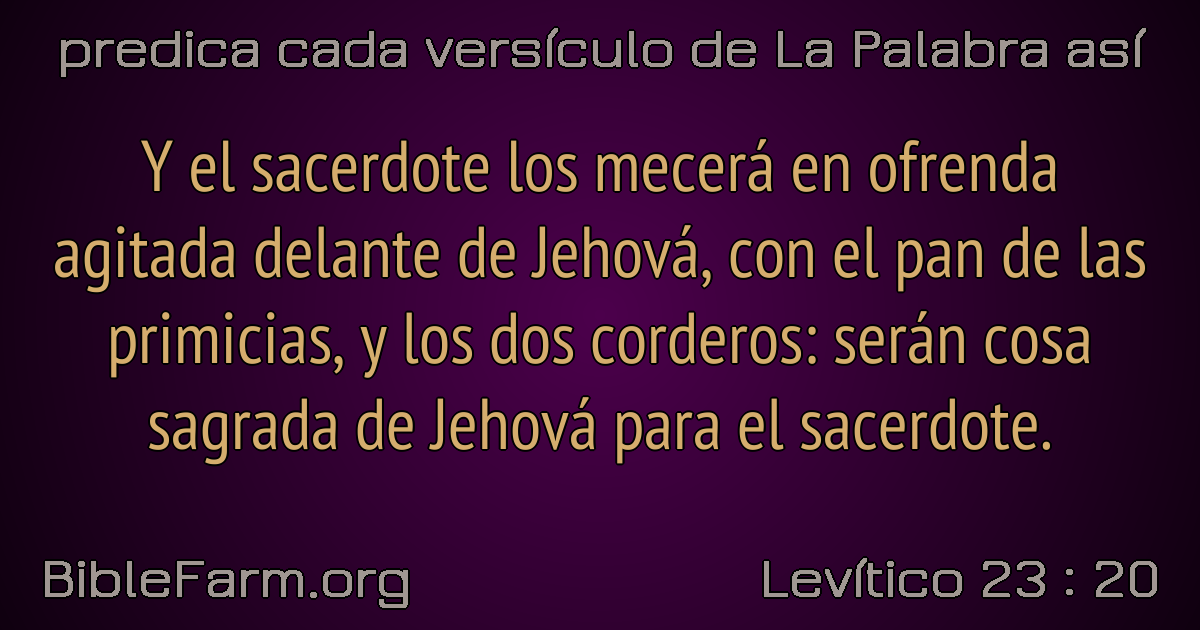 predica cada versículo de La Palabra así
Y el sacerdote los mecerá en ofrenda
agitada delante de Jehová, con el pan de las
primicias, y los dos corderos: serán cosa
sagrada de Jehová para el sacerdote.
BibleFarm.org
Levítico 23 : 20